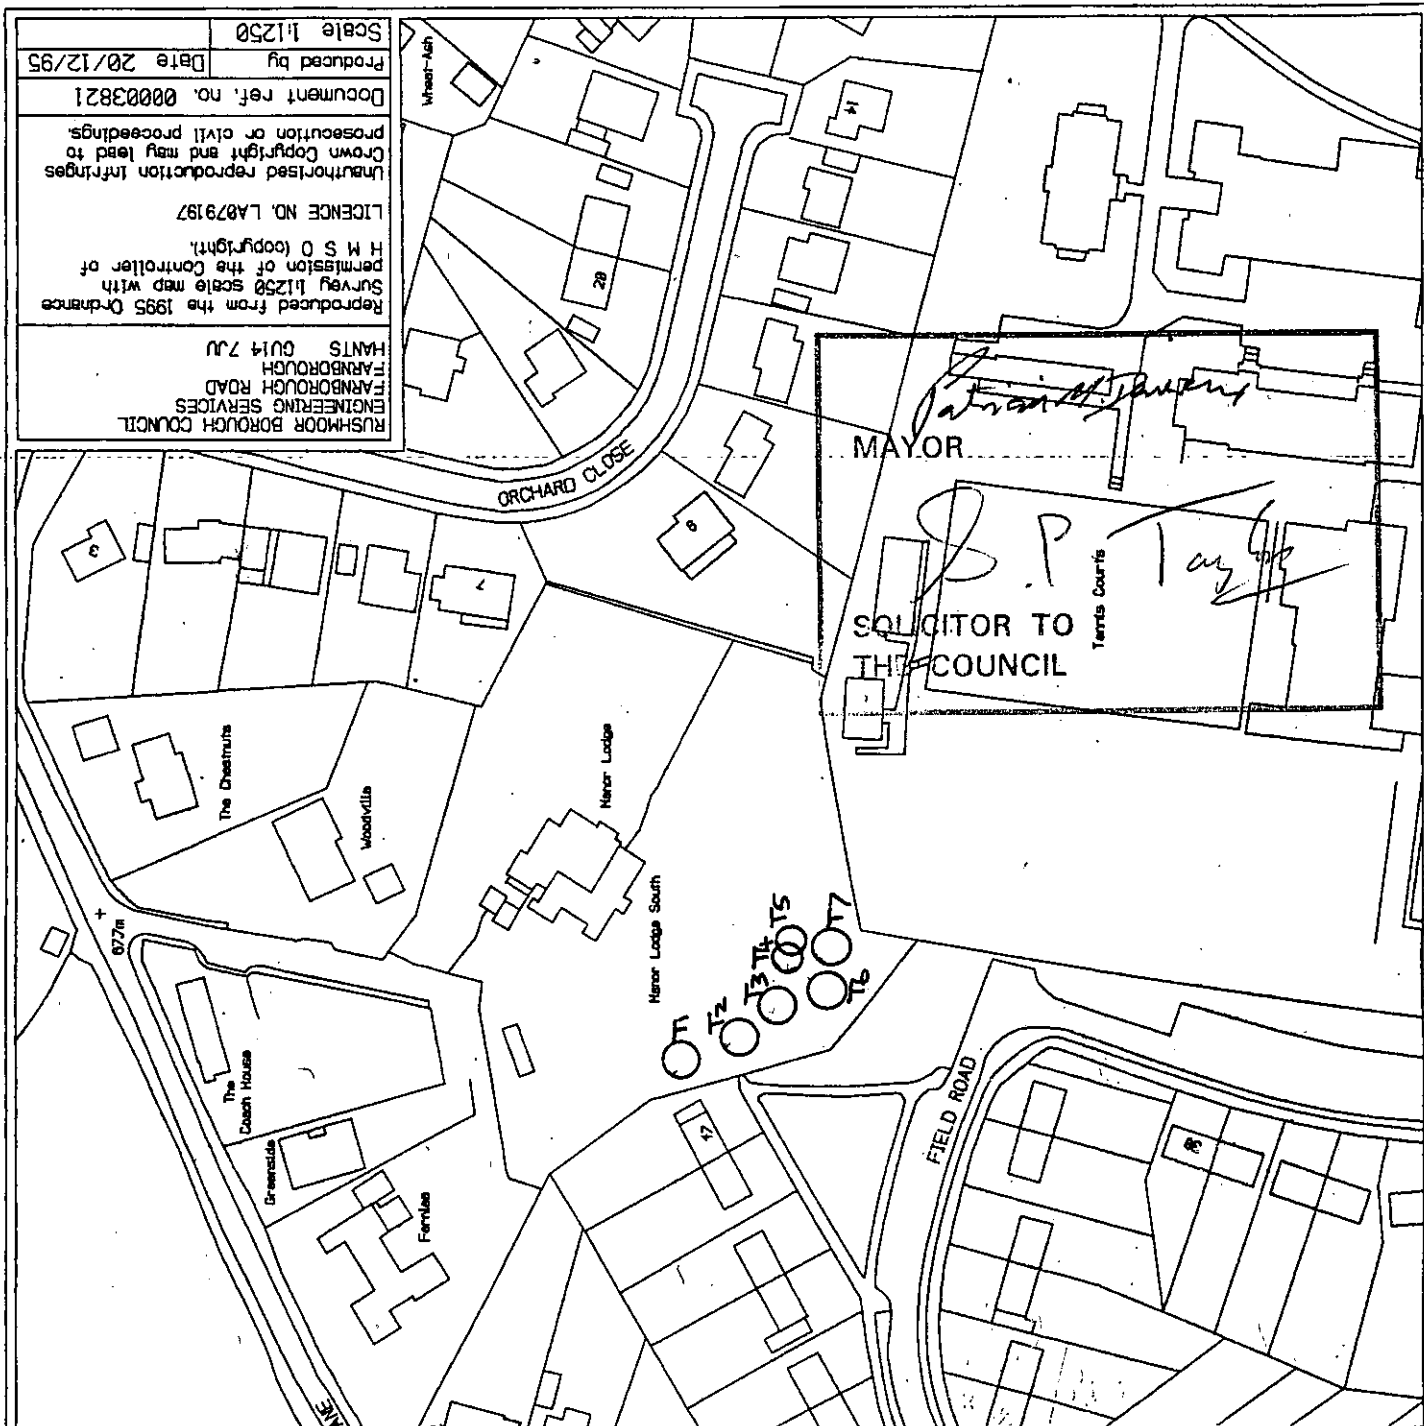 RUSHMOOR BOROUGH COUNCIL
ENGINEERING SERVICES
FARNBOROUGH ROAD
FARNBOROUGH
HANTS GU14 7JU
Reproduced from the 1995 Ordnance
Survey 1:1250 scale map with
permission of the Controller of
H M S O (copyright).
LICENCE NO. LA079197
Unauthorised reproduction infringes
Crown Copyright and may lead to
prosecution or civil proceedings.
Document ref. no. 00003821
Produced by
Date 20/12/95
Scale 1:1250
Wheat-Ash
14
20
ORCHARD CLOSE
MAYOR
S.P. Taylor
SOLICITOR TO
THE COUNCIL
Tennis Courts
3
7
9
The Chestnuts
Woodville
Manor Lodge
Manor Lodge South
67.7m
The
Coach House
Greenside
Fernlea
T1
T2
T3
T4
T5
T6
T7
47
FIELD ROAD